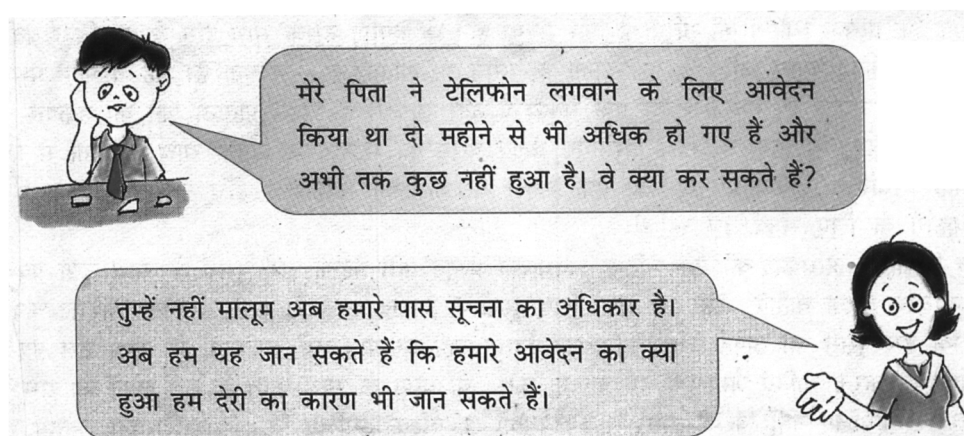 मेरे पिता ने टेलिफोन लगवाने के लिए आवेदन
किया था दो महीने से भी अधिक हो गए हैं और
अभी तक कुछ नहीं हुआ है। वे क्या कर सकते हैं?
तुम्हें नहीं मालूम अब हमारे पास सूचना का अधिकार है।
अब हम यह जान सकते हैं कि हमारे आवेदन का क्या
हुआ हम देरी का कारण भी जान सकते हैं।